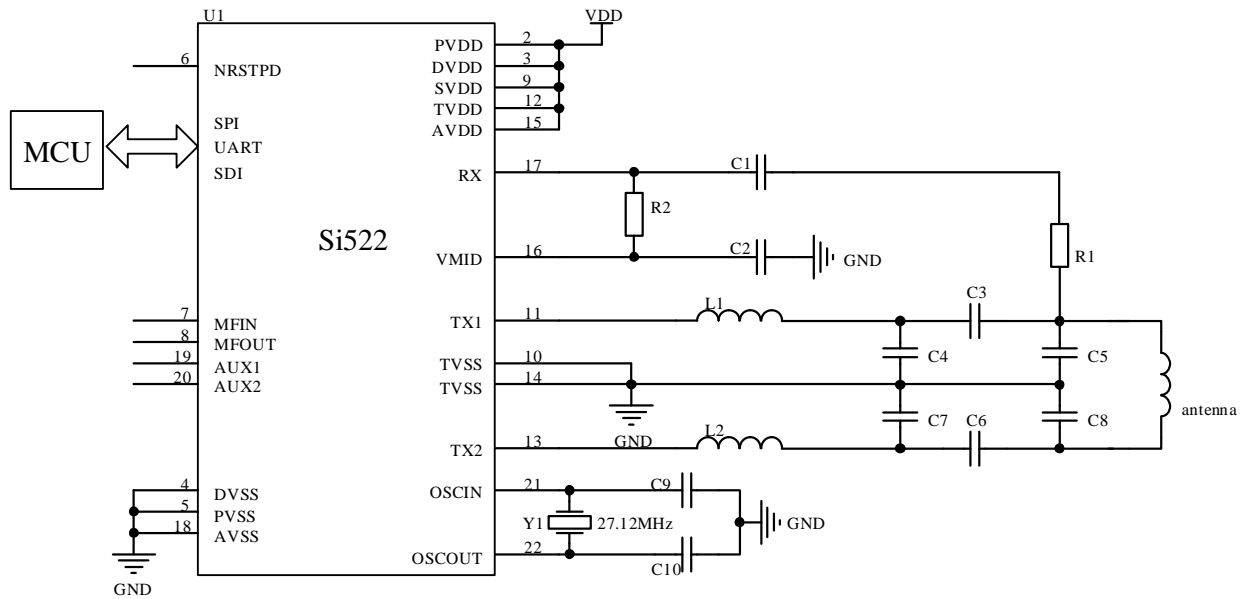 U1
VDD
6
NRSTPD
MCU
SPI
UART
SDI
Si522
PVDD
2
DVDD
3
SVDD
9
TVDD
12
AVDD
15
RX
17
C1
R2
VMID
16
C2
GND
R1
7
MFIN
8
MFOUT
19
AUX1
20
AUX2
TX1
11
L1
C3
TVSS
10
TVSS
14
GND
C4
C5
C7
C6
C8
antenna
TX2
13
L2
4
DVSS
5
PVSS
18
AVSS
GND
OSCIN
21
C9
Y1
27.12MHz
GND
OSCOUT
22
C10